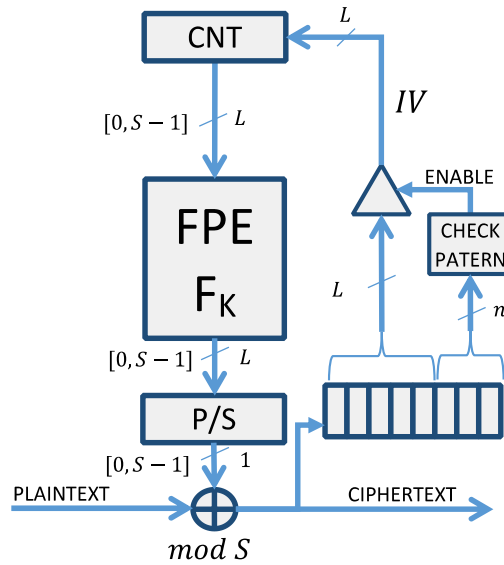 CNT
L
[0, S − 1]
L
IV
ENABLE
FPE
F_K
CHECK
PATERN
L
n
[0, S − 1]
L
P/S
[0, S − 1]
1
PLAINTEXT
CIPHERTEXT
mod S